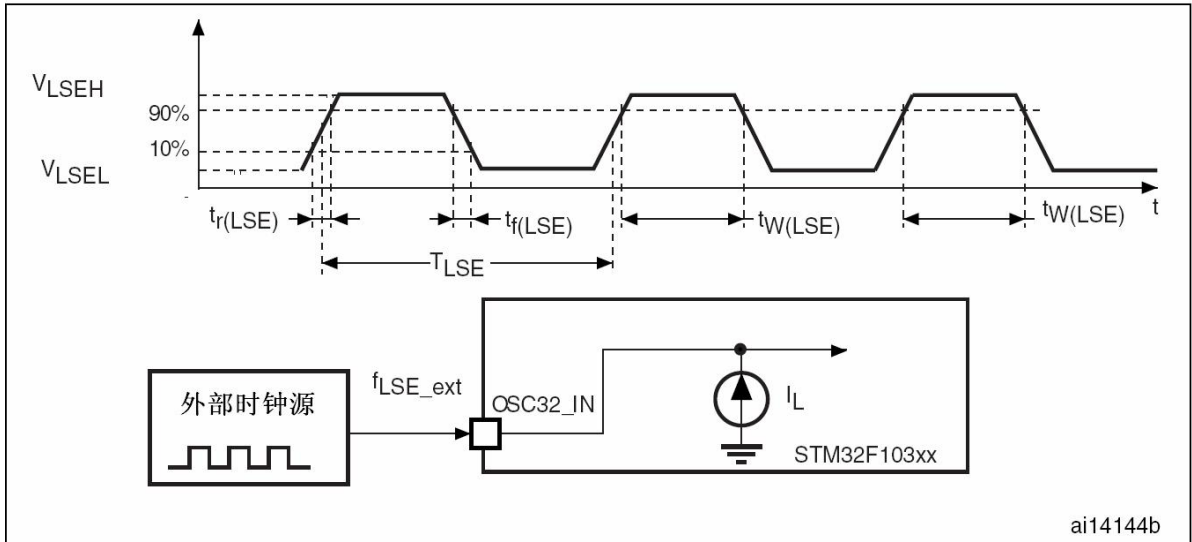 VLSEH
90%
10%
VLSEL
tr(LSE)
tf(LSE)
tW(LSE)
tW(LSE)
t
TLSE
外部时钟源
fLSE_ext
OSC32_IN
IL
STM32F103xx
ai14144b